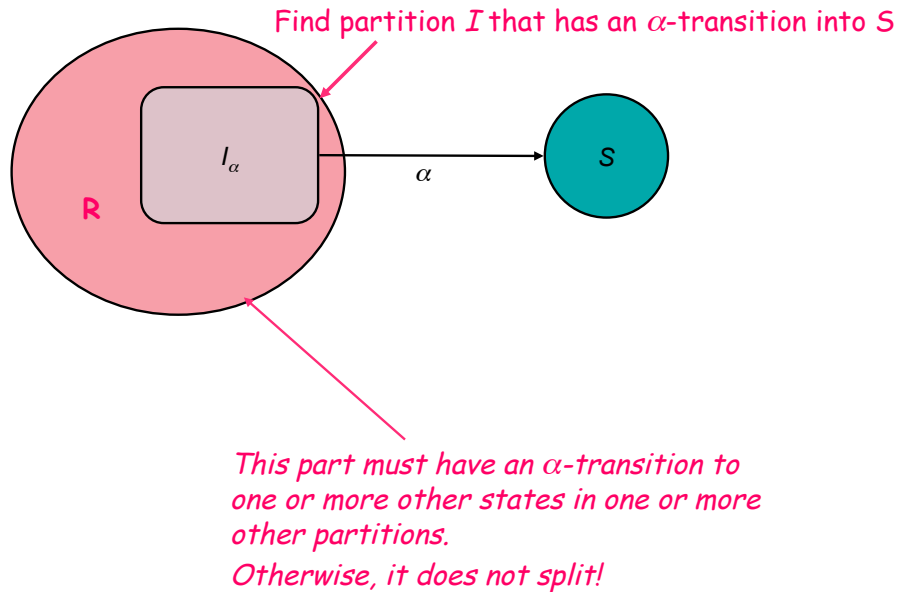 Find partition I that has an α-transition into S
I_α
α
S
R
This part must have an α-transition to
one or more other states in one or more
other partitions.
Otherwise, it does not split!